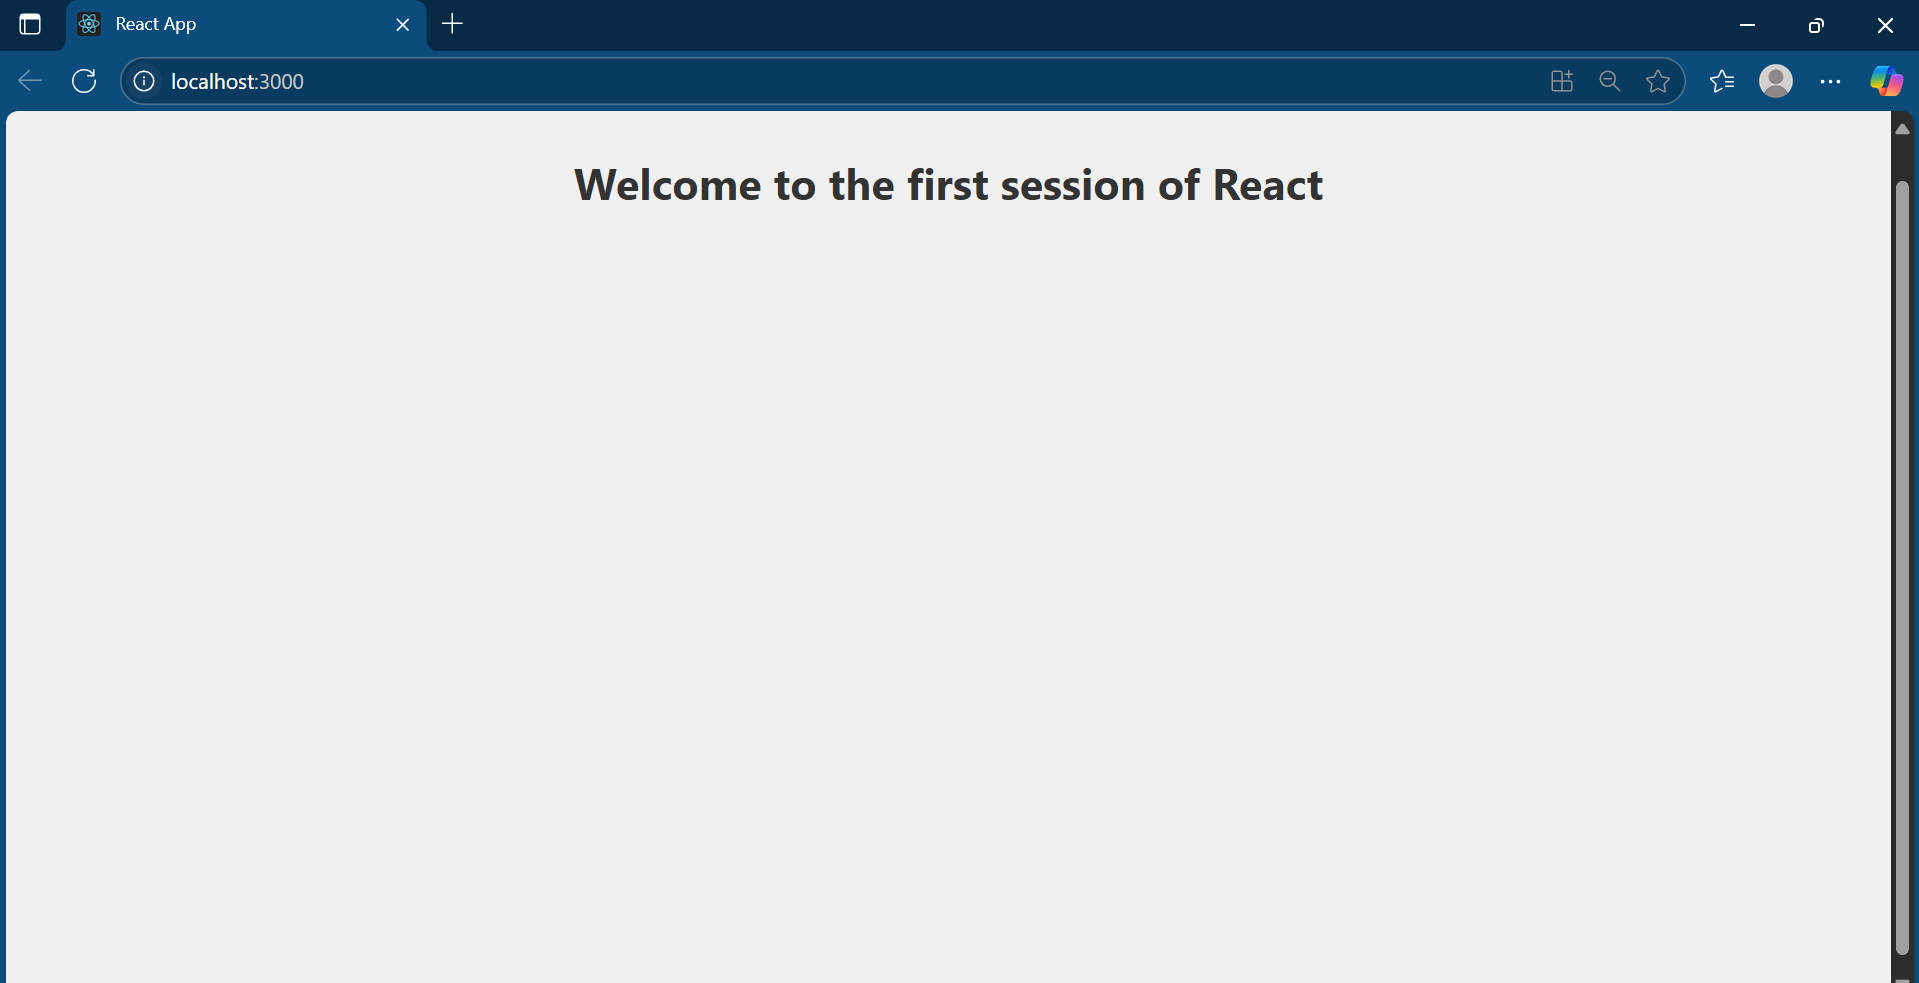 React App
localhost:3000
Welcome to the first session of React